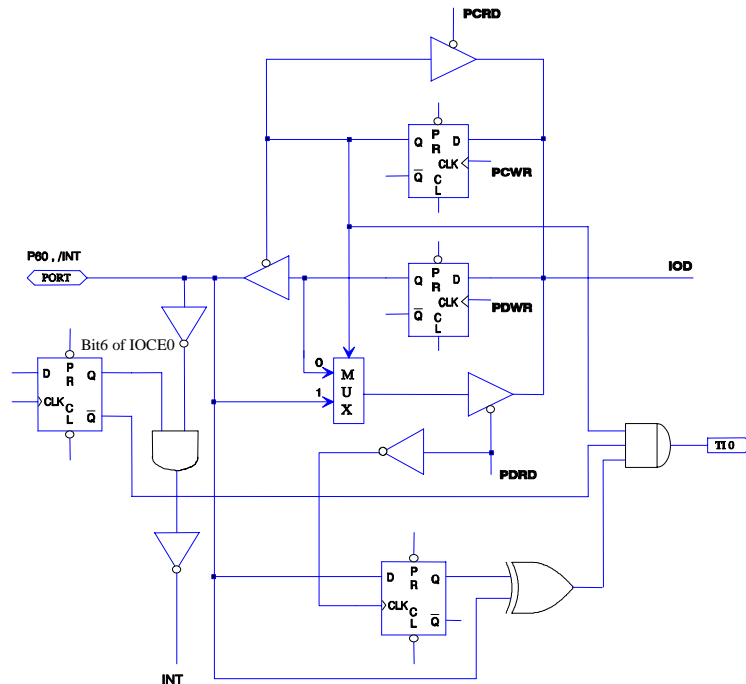 PCRD
Q P R D
CLK
Q C L
PCWR
P60 , /INT
PORT
Q P R D
CLK
Q C L
PDWR
IOD
Bit6 of IOCE0
D P R Q
CLK C L Q
0
1
M U X
PDRD
TI 0
D P R Q
CLK C L Q
INT